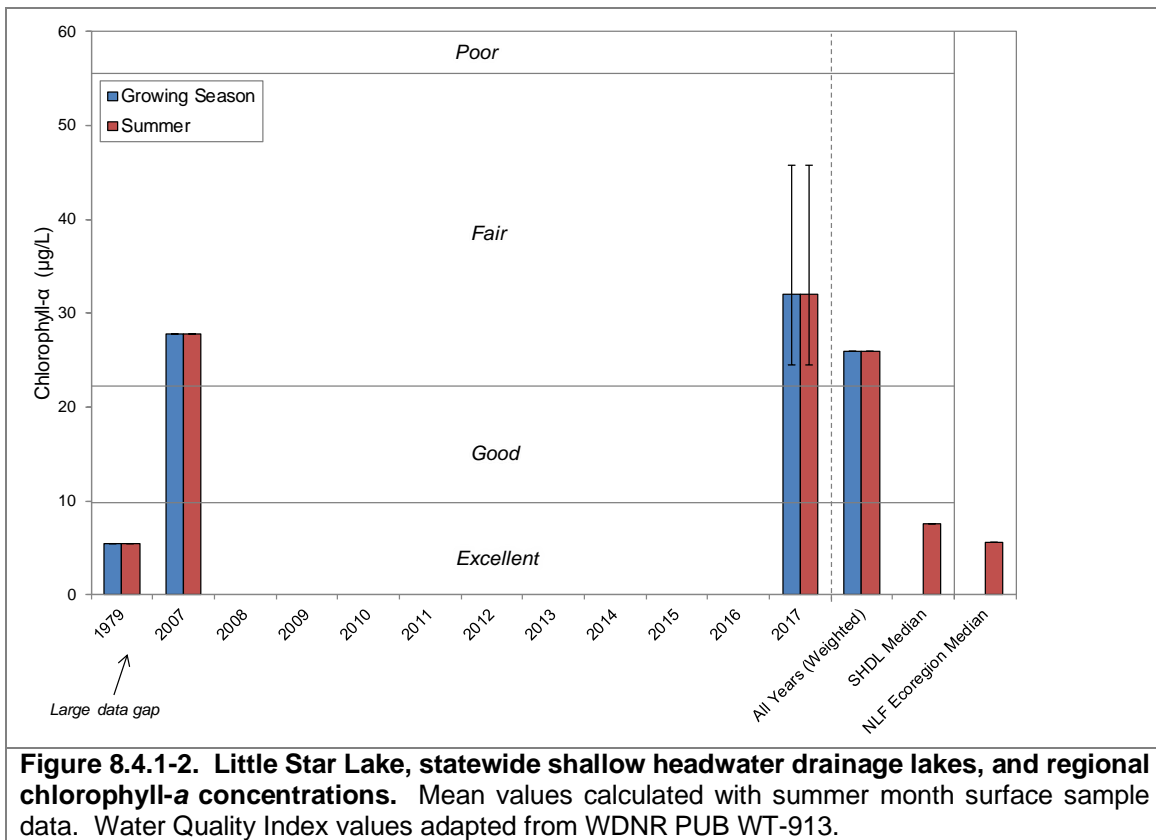 60
50
40
30
20
10
0
Chlorophyll-α (µg/L)
Poor
Growing Season
Summer
Fair
Good
Excellent
1979
2007
2008
2009
2010
2011
2012
2013
2014
2015
2016
2017
All Years (Weighted)
SHDL Median
NLF Ecoregion Median
Large data gap
Figure 8.4.1-2. Little Star Lake, statewide shallow headwater drainage lakes, and regional
chlorophyll-a concentrations. Mean values calculated with summer month surface sample
data. Water Quality Index values adapted from WDNR PUB WT-913.